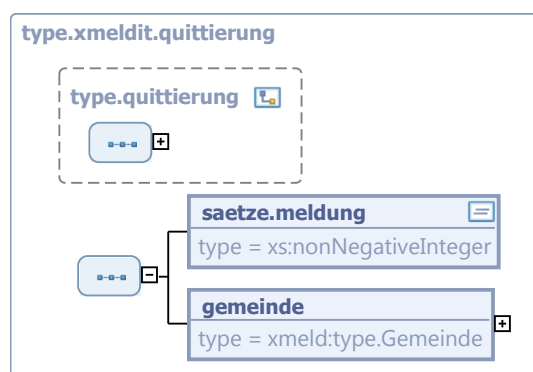 type.xmeldit.quittierung
type.quittierung
saetze.meldung
type = xs:nonNegativeInteger
gemeinde
type = xmeld:type.Gemeinde